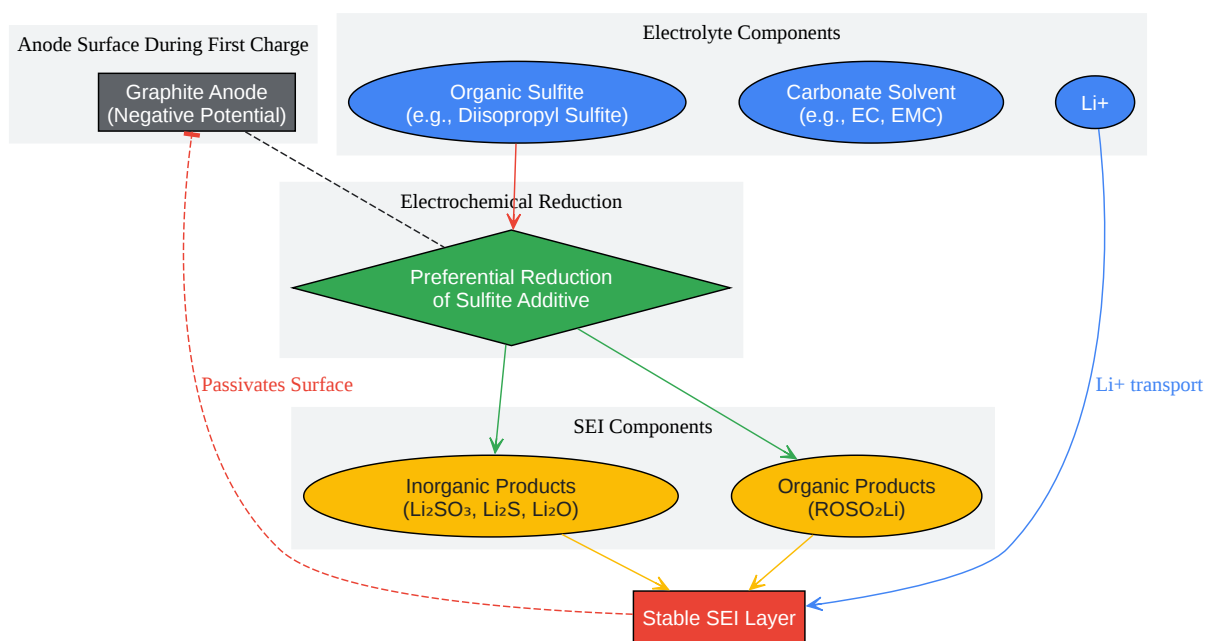 Anode Surface During First Charge
Graphite Anode
(Negative Potential)
Electrolyte Components
Organic Sulfite
(e.g., Diisopropyl Sulfite)
Carbonate Solvent
(e.g., EC, EMC)
Li+
Electrochemical Reduction
Preferential Reduction
of Sulfite Additive
Passivates Surface
Li+ transport
SEI Components
Inorganic Products
(Li₂SO₃, Li₂S, Li₂O)
Organic Products
(ROSO₂Li)
Stable SEI Layer